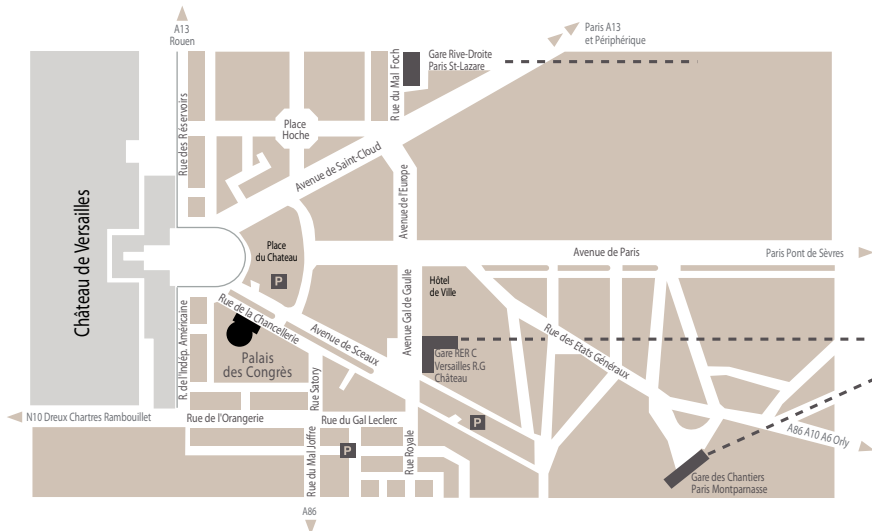 A13
Rouen
Paris A13
et Périphérique
Gare Rive-Droite
Paris St-Lazare
Rue du Mal Foch
Place
Hoche
Rue des Réservoirs
Avenue de Saint-Cloud
Avenue de l'Europe
Château de Versailles
Place
du Chateau
Avenue de Paris
Paris Pont de Sèvres
P
Hôtel
de Ville
Avenue Gal de Gaulle
Rue de la Chancellerie
R. de l'Indép. Américaine
Avenue de Sceaux
Rue des Etats Généraux
Palais
des Congrès
Gare RER C
Versailles R.G
Château
Rue Satory
N10 Dreux Chartres Rambouillet
Rue de l'Orangerie
Rue du Gal Leclerc
P
A86 A10 A6 Orly
Rue du Mal Joffre
P
Rue Royale
Gare des Chantiers
Paris Montparnasse
A86